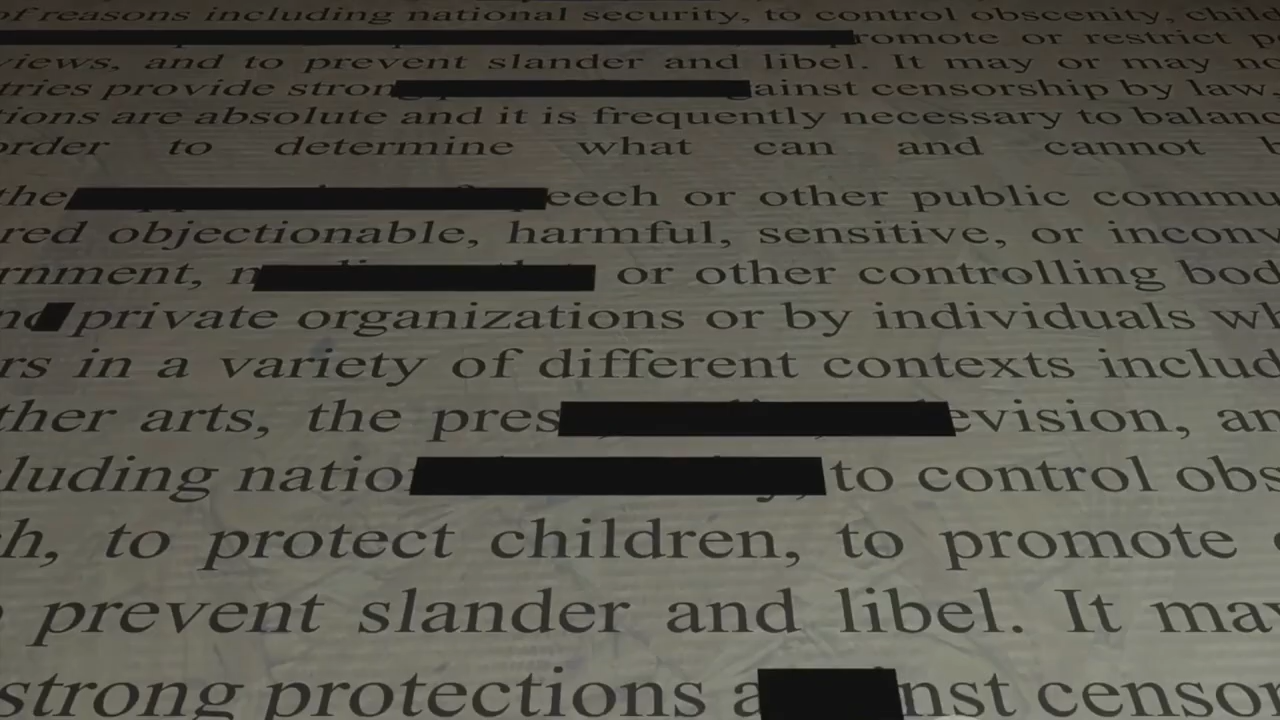 of reasons including national security, to control obscenity, child
romote or restrict p
views, and to prevent slander and libel. It may or may no
tries provide stron ainst censorship by law.
tions are absolute and it is frequently necessary to balanc
order to determine what can and cannot b
the eech or other public commu
red objectionable, harmful, sensitive, or inconv
rnment, m or other controlling bod
nd private organizations or by individuals wh
rs in a variety of different contexts includ
ther arts, the pres evision, an
luding natio to control obs
h, to protect children, to promote
prevent slander and libel. It may
strong protections a nst censor